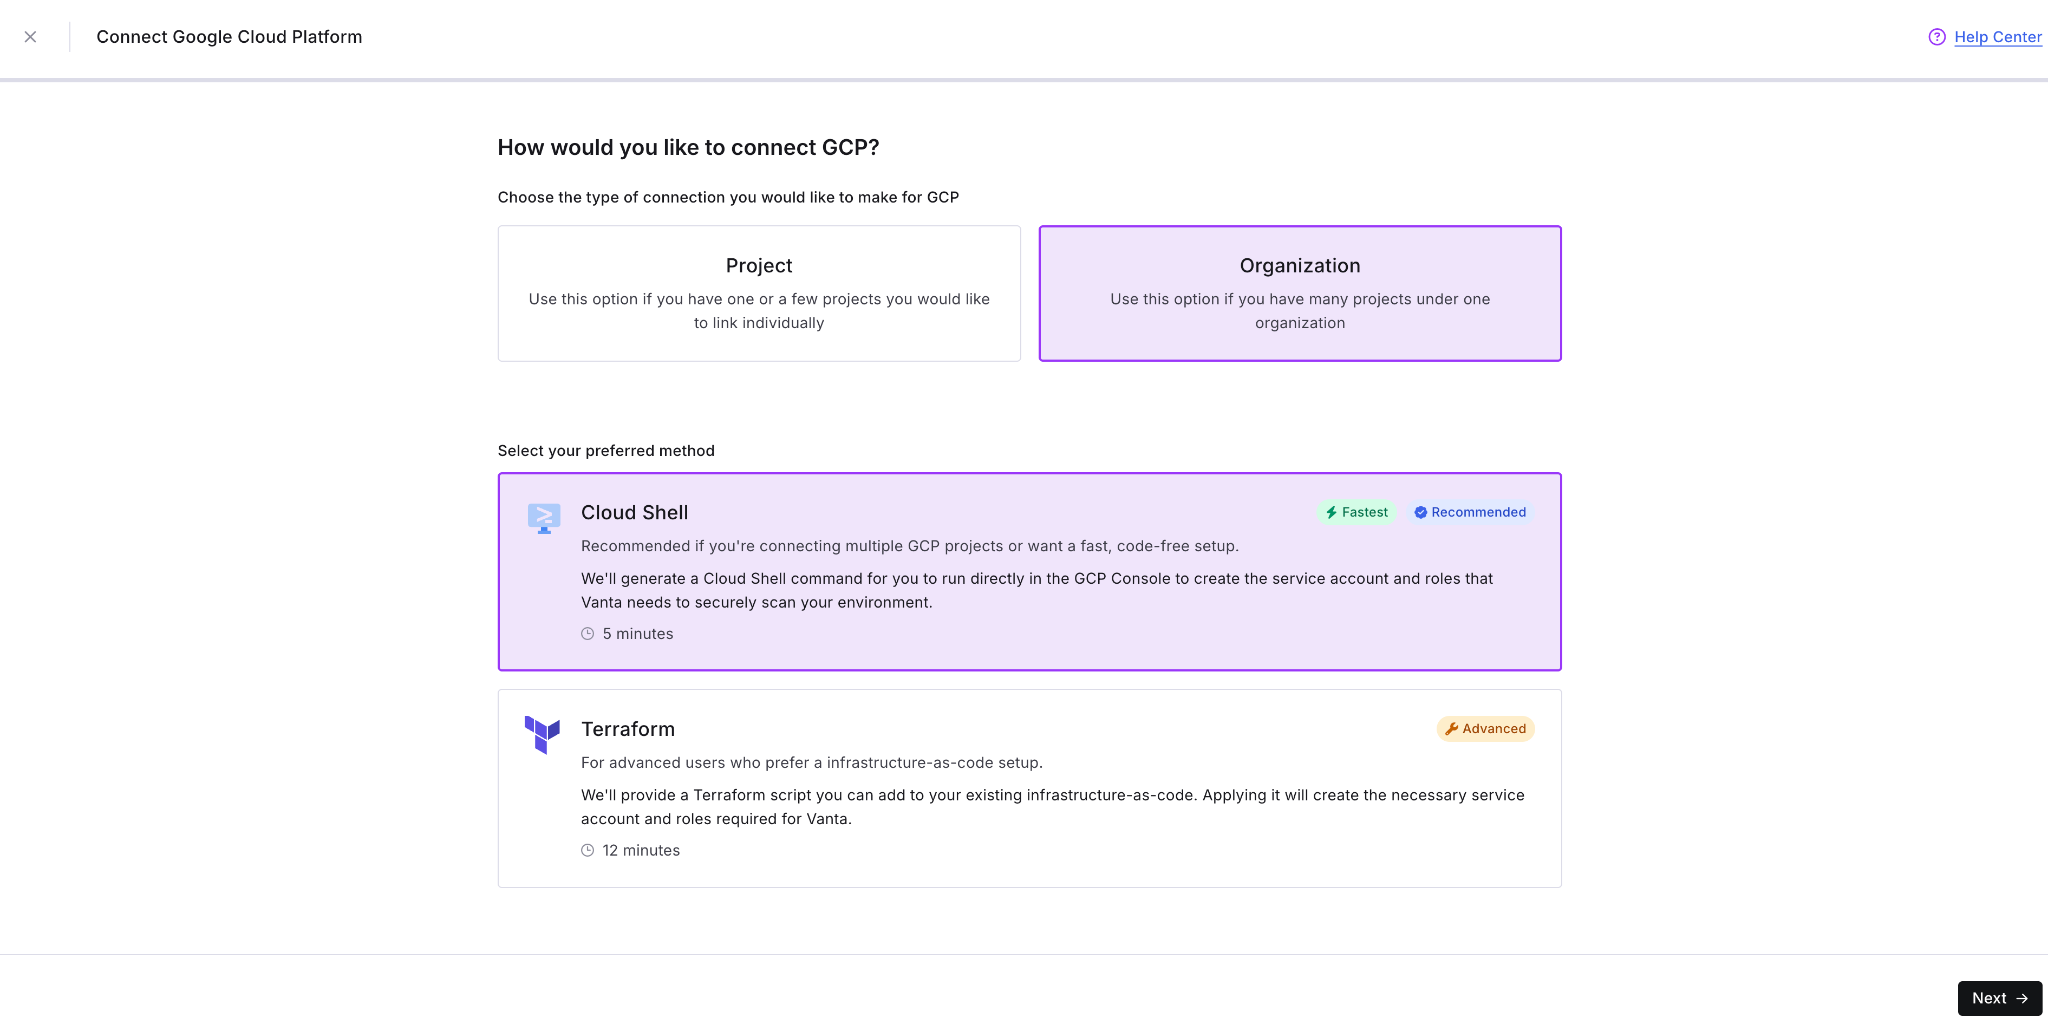 Connect Google Cloud Platform
Help Center
How would you like to connect GCP?
Choose the type of connection you would like to make for GCP
Project
Use this option if you have one or a few projects you would like
to link individually
Organization
Use this option if you have many projects under one
organization
Select your preferred method
Cloud Shell
Fastest
Recommended
Recommended if you're connecting multiple GCP projects or want a fast, code-free setup.
We'll generate a Cloud Shell command for you to run directly in the GCP Console to create the service account and roles that
Vanta needs to securely scan your environment.
5 minutes
Terraform
Advanced
For advanced users who prefer a infrastructure-as-code setup.
We'll provide a Terraform script you can add to your existing infrastructure-as-code. Applying it will create the necessary service
account and roles required for Vanta.
12 minutes
Next